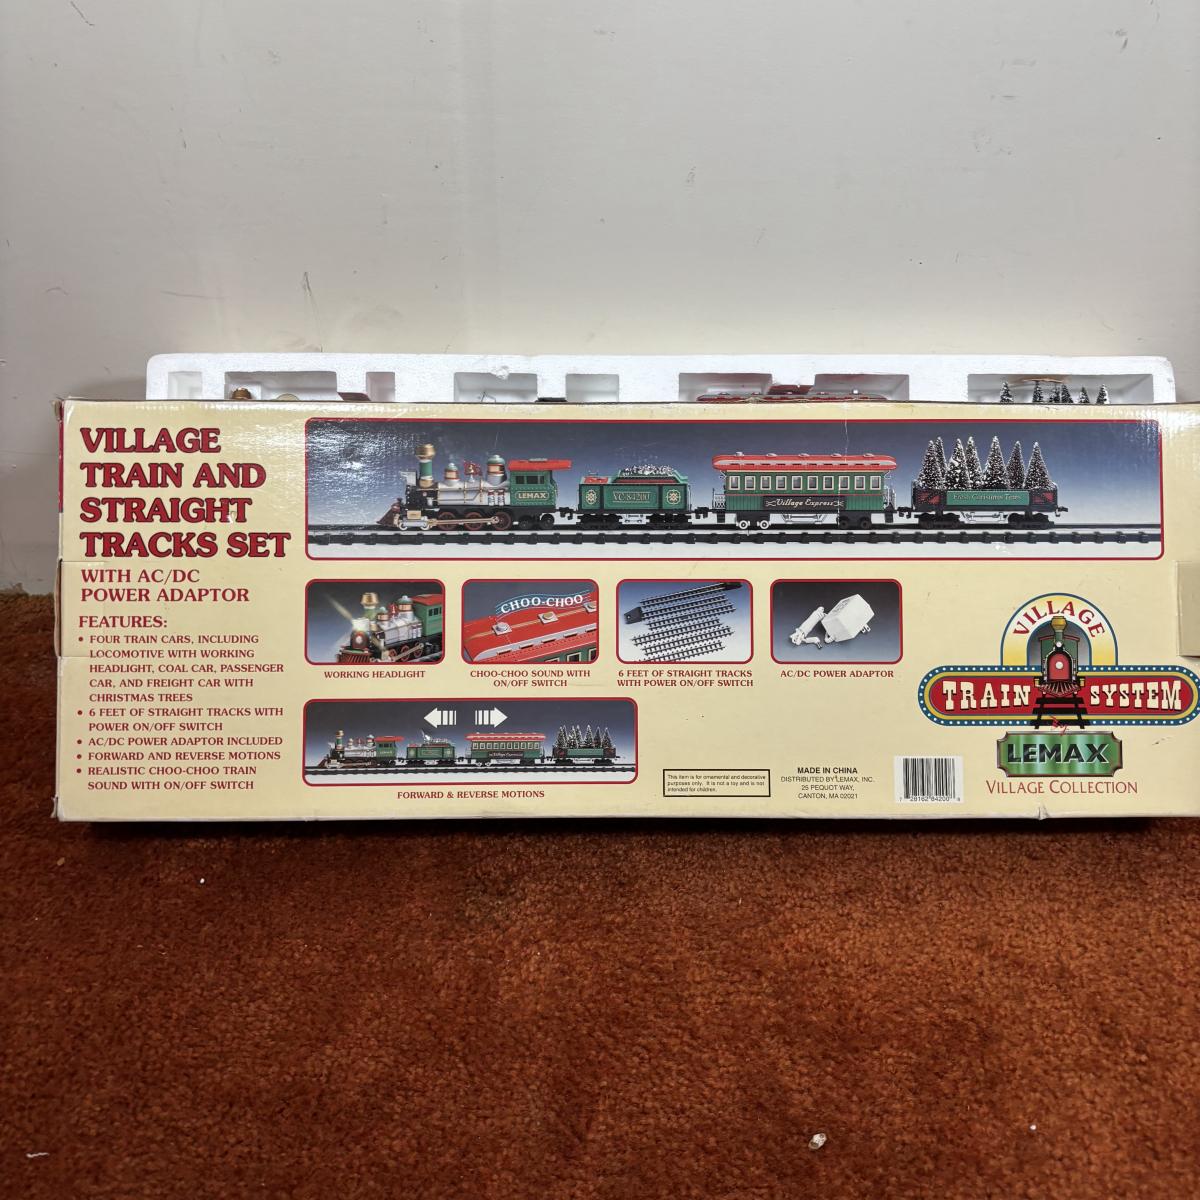 VILLAGE
TRAIN AND
STRAIGHT
TRACKS SET
WITH AC/DC
POWER ADAPTOR
FEATURES:
• FOUR TRAIN CARS, INCLUDING
LOCOMOTIVE WITH WORKING
HEADLIGHT, COAL CAR, PASSENGER
CAR, AND FREIGHT CAR WITH
CHRISTMAS TREES
• 6 FEET OF STRAIGHT TRACKS WITH
POWER ON/OFF SWITCH
• AC/DC POWER ADAPTOR INCLUDED
• FORWARD AND REVERSE MOTIONS
• REALISTIC CHOO-CHOO TRAIN
SOUND WITH ON/OFF SWITCH
LEMAX
VC-84200
Village Express
Fresh Christmas Trees
WORKING HEADLIGHT
CHOO-CHOO
CHOO-CHOO SOUND WITH
ON/OFF SWITCH
6 FEET OF STRAIGHT TRACKS
WITH POWER ON/OFF SWITCH
AC/DC POWER ADAPTOR
FORWARD & REVERSE MOTIONS
This item is for ornamental and decorative
purposes only. It is not a toy and is not
intended for children.
MADE IN CHINA
DISTRIBUTED BY LEMAX, INC.
25 PEQUOT WAY,
CANTON, MA 02021
7 28162 84200
VILLAGE
TRAIN SYSTEM
By
LEMAX
VILLAGE COLLECTION